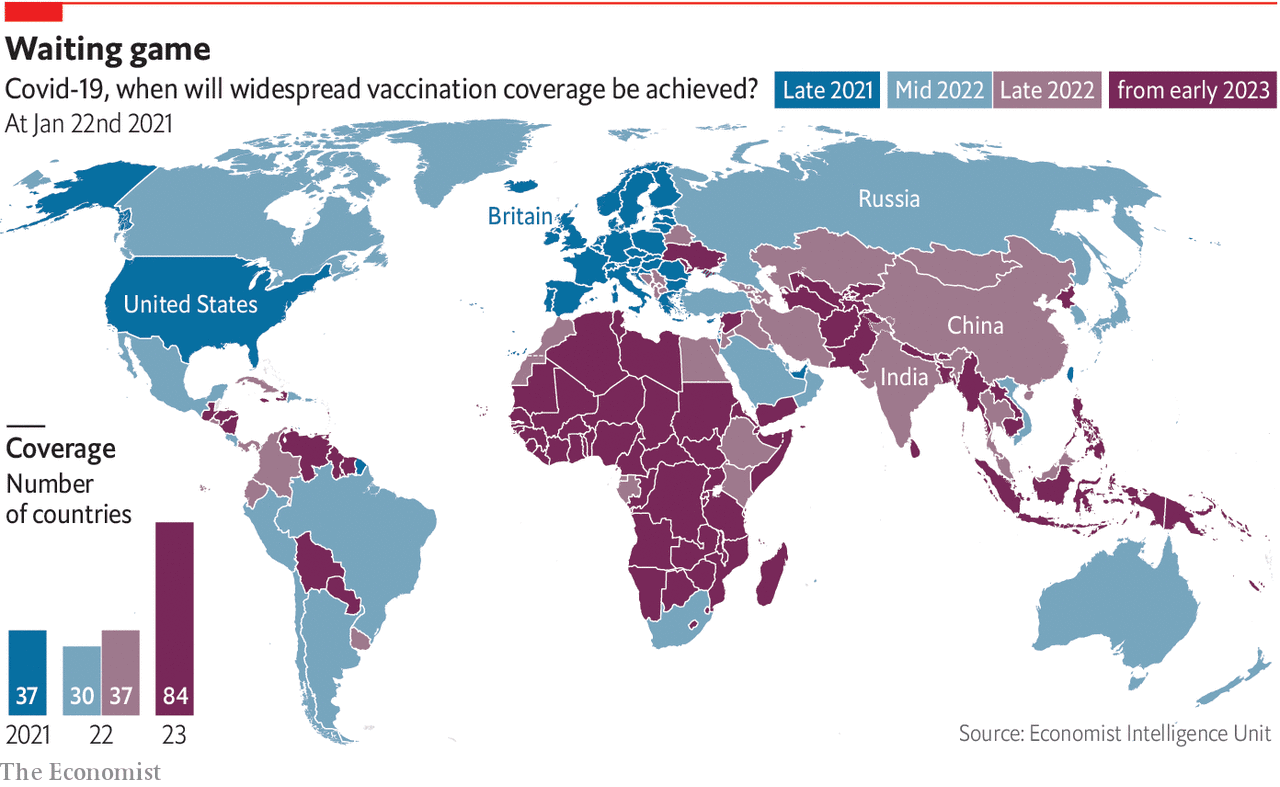 Waiting game
Covid-19, when will widespread vaccination coverage be achieved?
Late 2021
Mid 2022
Late 2022
from early 2023
At Jan 22nd 2021
Russia
Britain
United States
China
India
Coverage
Number
of countries
37
30
37
84
2021
22
23
Source: Economist Intelligence Unit
The Economist